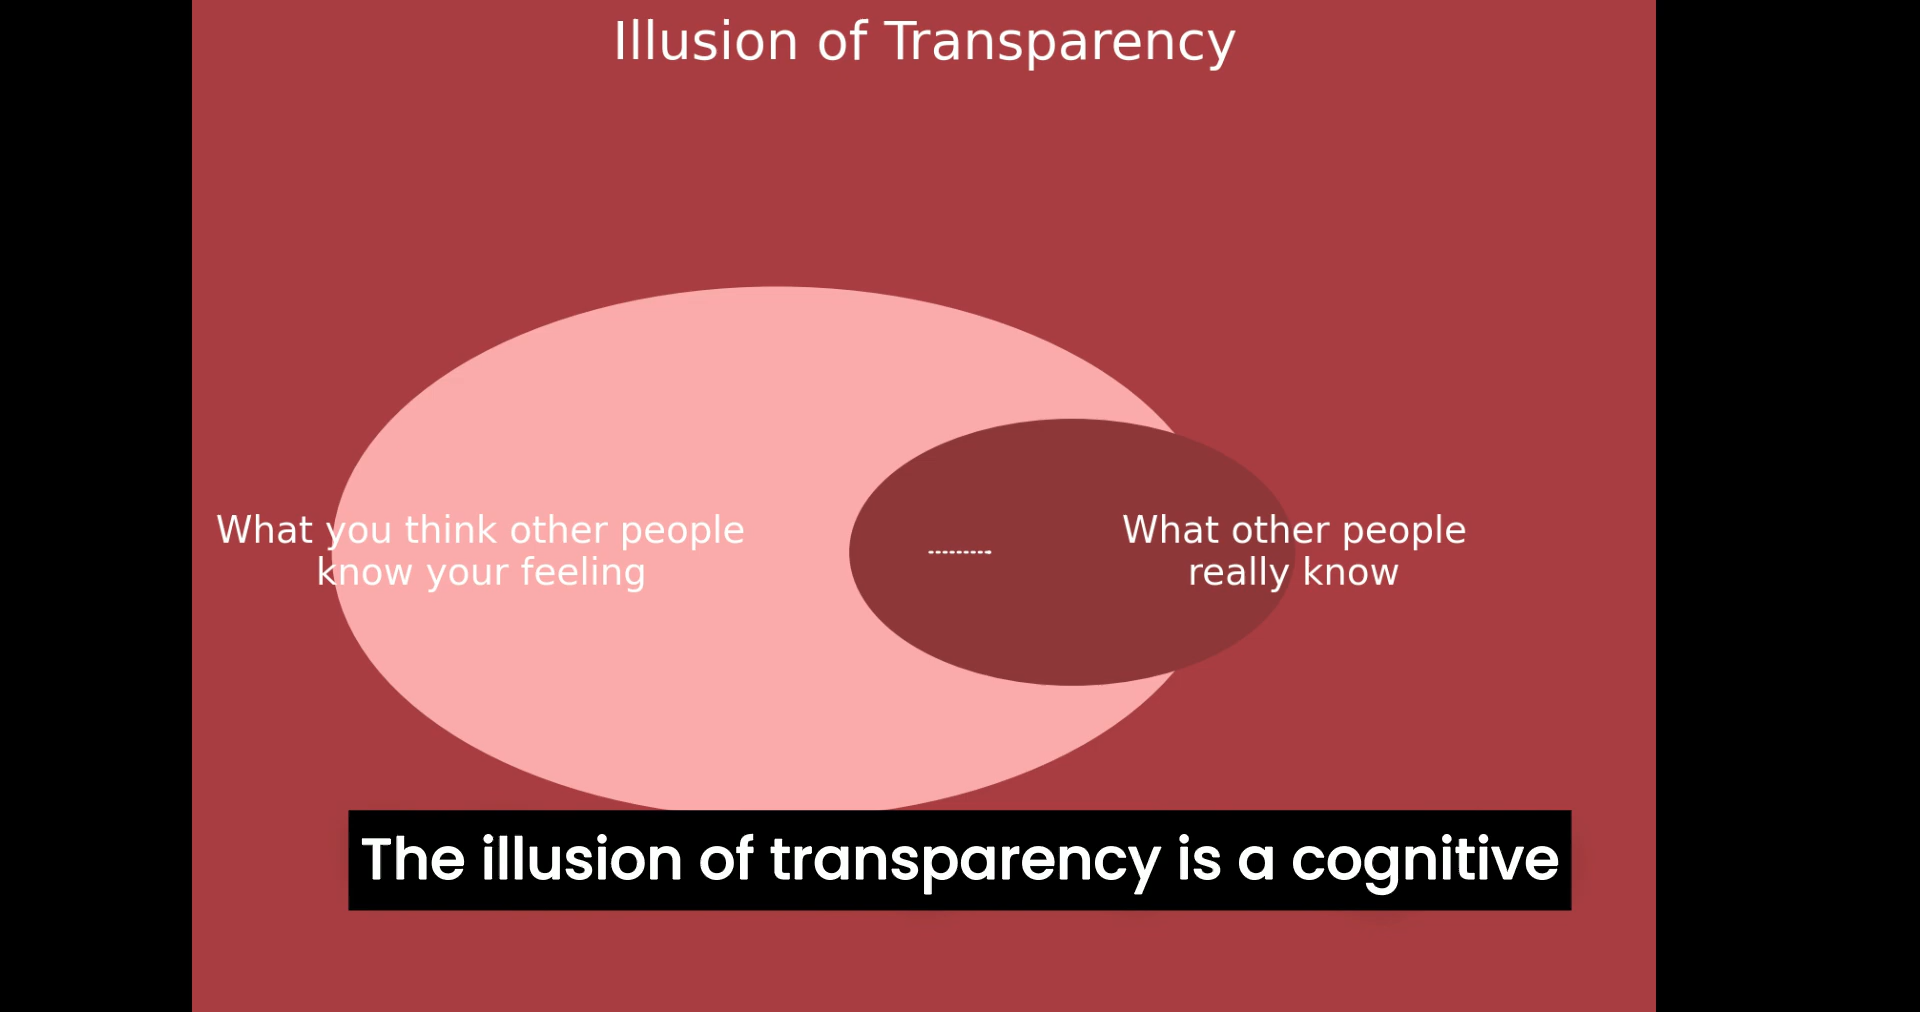 Illusion of Transparency
What you think other people
know your feeling
What other people
really know
The illusion of transparency is a cognitive